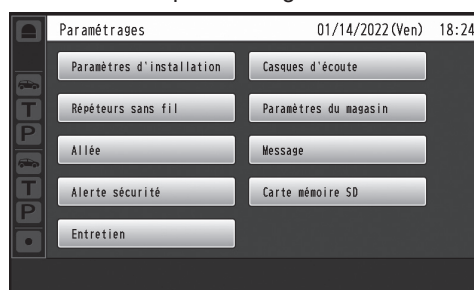 Paramétrages 01/14/2022(Ven) 18:24
Paramètres d'installation Casques d'écoute
T Répéteurs sans fil Paramètres du magasin
P
Allée Message
T Alerte sécurité Carte mémoire SD
P
Entretien